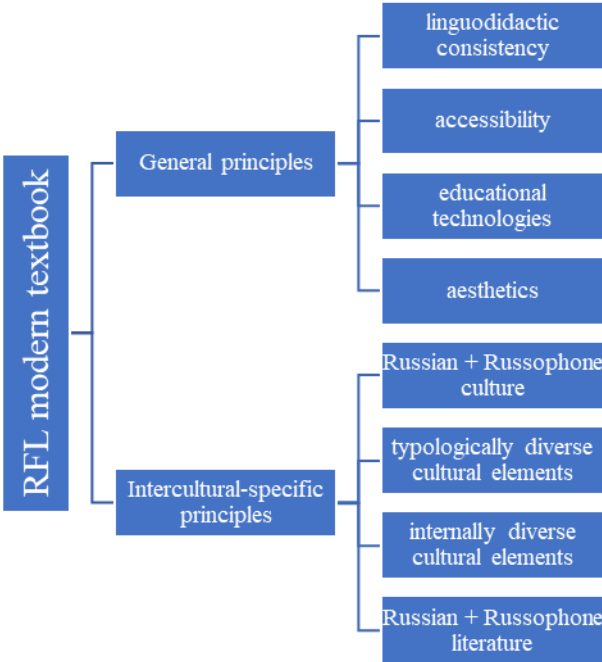 RFL modern textbook
General principles
linguodidactic
consistency
accessibility
educational
technologies
aesthetics
Intercultural-specific
principles
Russian + Russophone
culture
typologically diverse
cultural elements
internally diverse
cultural elements
Russian + Russophone
literature